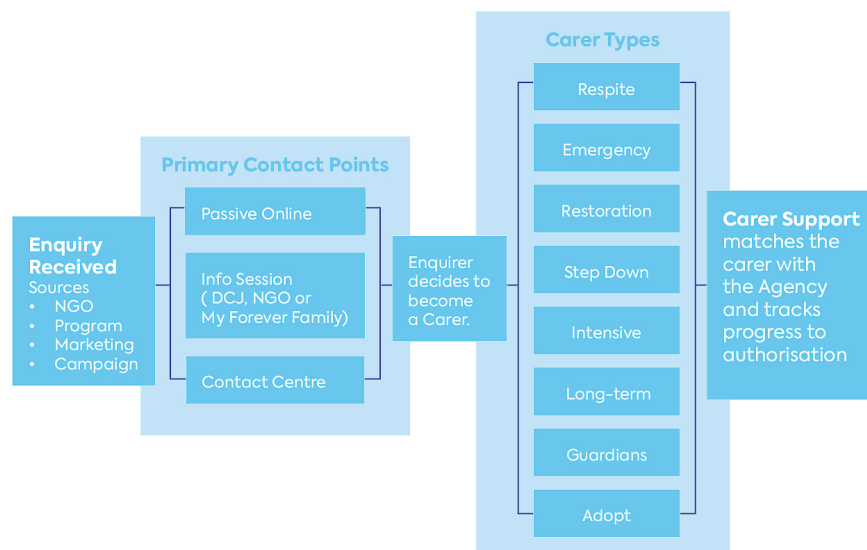 Enquiry
Received
Sources
• NGO
• Program
• Marketing
• Campaign
Primary Contact Points
Passive Online
Info Session
( DCJ, NGO or
My Forever Family)
Contact Centre
Enquirer
decides to
become
a Carer.
Carer Types
Respite
Emergency
Restoration
Step Down
Intensive
Long-term
Guardians
Adopt
Carer Support
matches the
carer with
the Agency
and tracks
progress to
authorisation